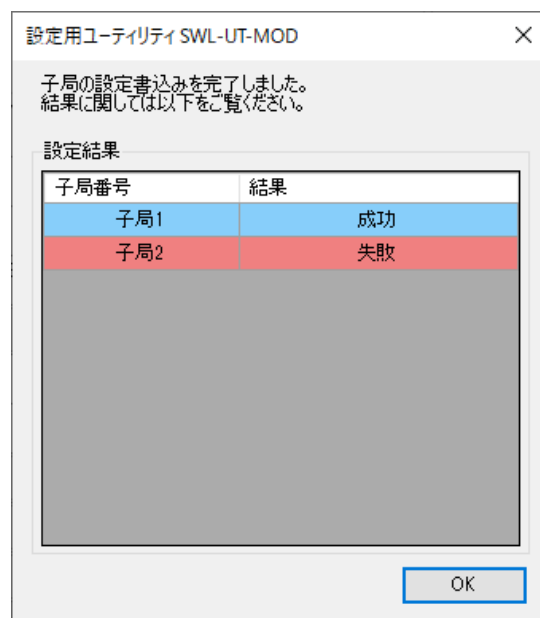 設定用ユーティリティ SWL-UT-MOD
子局の設定書込みを完了しました。
結果に関しては以下をご覧ください。
設定結果
子局番号 結果
子局1 成功
子局2 失敗
OK